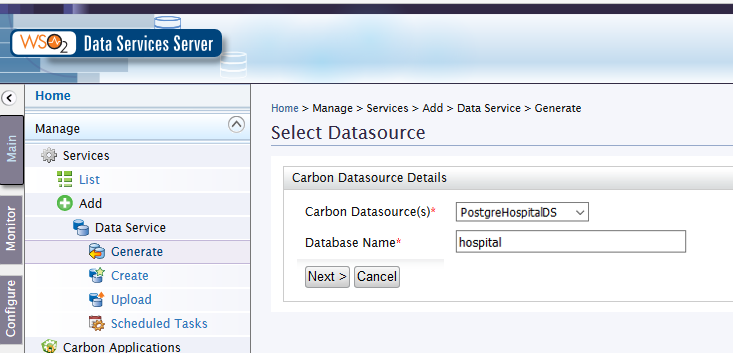 WSO2 Data Services Server
Home
Manage
Services
List
Add
Data Service
Generate
Create
Upload
Scheduled Tasks
Carbon Applications
Main
Monitor
Configure
Home > Manage > Services > Add > Data Service > Generate
Select Datasource
Carbon Datasource Details
Carbon Datasource(s)* PostgreHospitalDS
Database Name* hospital
Next > Cancel